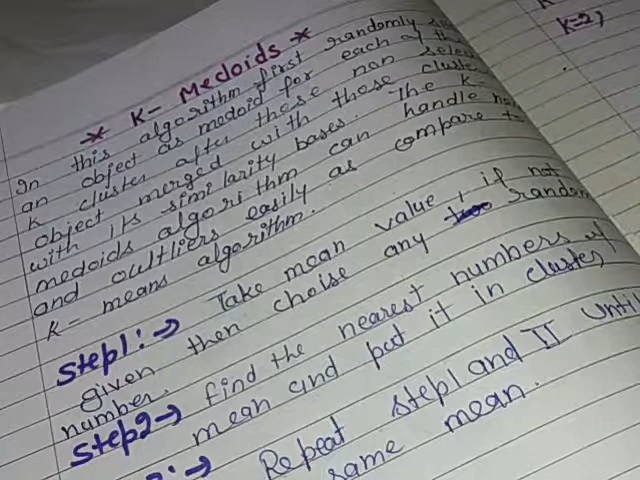 * K- Medoids *
In this algorithm first randomly
an object as medoid for each of the
K cluster after these non
object merged with those cluster
with its similarity bases. The K-
medoids algorithm can handle
and oultliers easily as compare
K- means algorithm.
Step1:→ Take mean value, if not
given then choise any random
number.
Step2→ find the nearest numbers of
mean and put it in cluster
:→ Repeat step1 and II until
same mean.
K=2,